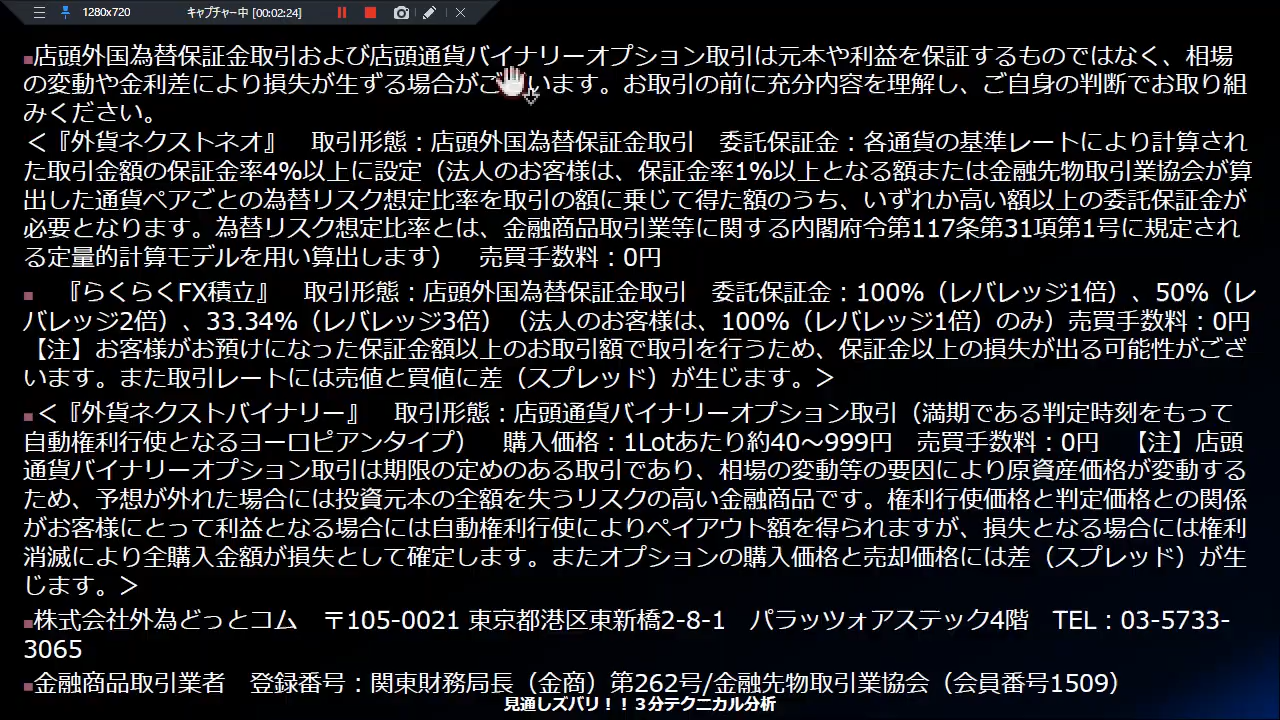 1280x720 キャプチャー中 [00:02:24]
■店頭外国為替保証金取引および店頭通貨バイナリーオプション取引は元本や利益を保証するものではなく、相場
の変動や金利差により損失が生ずる場合がございます。お取引の前に充分内容を理解し、ご自身の判断でお取り組
みください。
＜『外貨ネクストネオ』　取引形態：店頭外国為替保証金取引　委託保証金：各通貨の基準レートにより計算され
た取引金額の保証金率4%以上に設定（法人のお客様は、保証金率1%以上となる額または金融先物取引業協会が算
出した通貨ペアごとの為替リスク想定比率を取引の額に乗じて得た額のうち、いずれか高い額以上の委託保証金が
必要となります。為替リスク想定比率とは、金融商品取引業等に関する内閣府令第117条第31項第1号に規定され
る定量的計算モデルを用い算出します）　売買手数料：0円
■　『らくらくFX積立』　取引形態：店頭外国為替保証金取引　委託保証金：100%（レバレッジ1倍）、50%（レ
バレッジ2倍）、33.34%（レバレッジ3倍）（法人のお客様は、100%（レバレッジ1倍）のみ）売買手数料：0円
【注】お客様がお預けになった保証金額以上のお取引額で取引を行うため、保証金以上の損失が出る可能性がござ
います。また取引レートには売値と買値に差（スプレッド）が生じます。＞
■＜『外貨ネクストバイナリー』　取引形態：店頭通貨バイナリーオプション取引（満期である判定時刻をもって
自動権利行使となるヨーロピアンタイプ）　購入価格：1Lotあたり約40～999円　売買手数料：0円　【注】店頭
通貨バイナリーオプション取引は期限の定めのある取引であり、相場の変動等の要因により原資産価格が変動する
ため、予想が外れた場合には投資元本の全額を失うリスクの高い金融商品です。権利行使価格と判定価格との関係
がお客様にとって利益となる場合には自動権利行使によりペイアウト額を得られますが、損失となる場合には権利
消滅により全購入金額が損失として確定します。またオプションの購入価格と売却価格には差（スプレッド）が生
じます。＞
■株式会社外為どっとコム　〒105-0021 東京都港区東新橋2-8-1　パラッツォアステック4階　TEL：03-5733-
3065
■金融商品取引業者　登録番号：関東財務局長（金商）第262号/金融先物取引業協会（会員番号1509）
見通しズバリ！！３分テクニカル分析